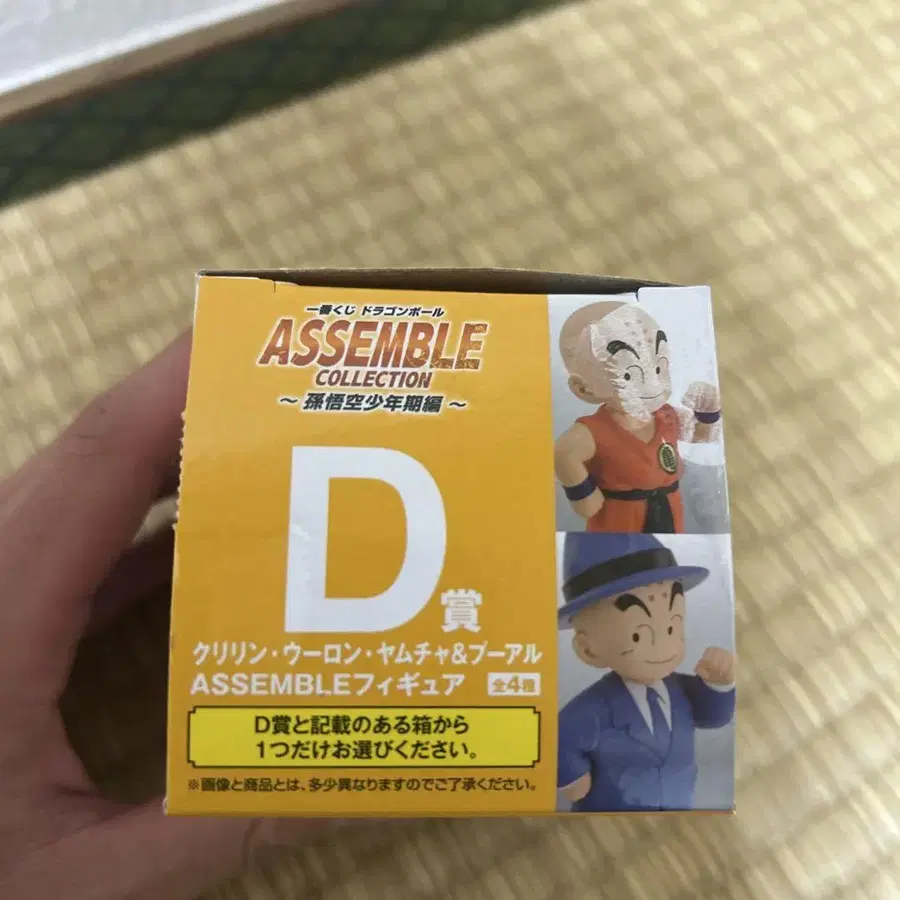 一番くじ ドラゴンボール
ASSEMBLE
COLLECTION
～ 孫悟空少年期編 ～
D賞
クリリン・ウーロン・ヤムチャ&プーアル
ASSEMBLEフィギュア 全4種
D賞と記載のある箱から
1つだけお選びください。
※画像と商品とは、多少異なりますのでご了承ください。